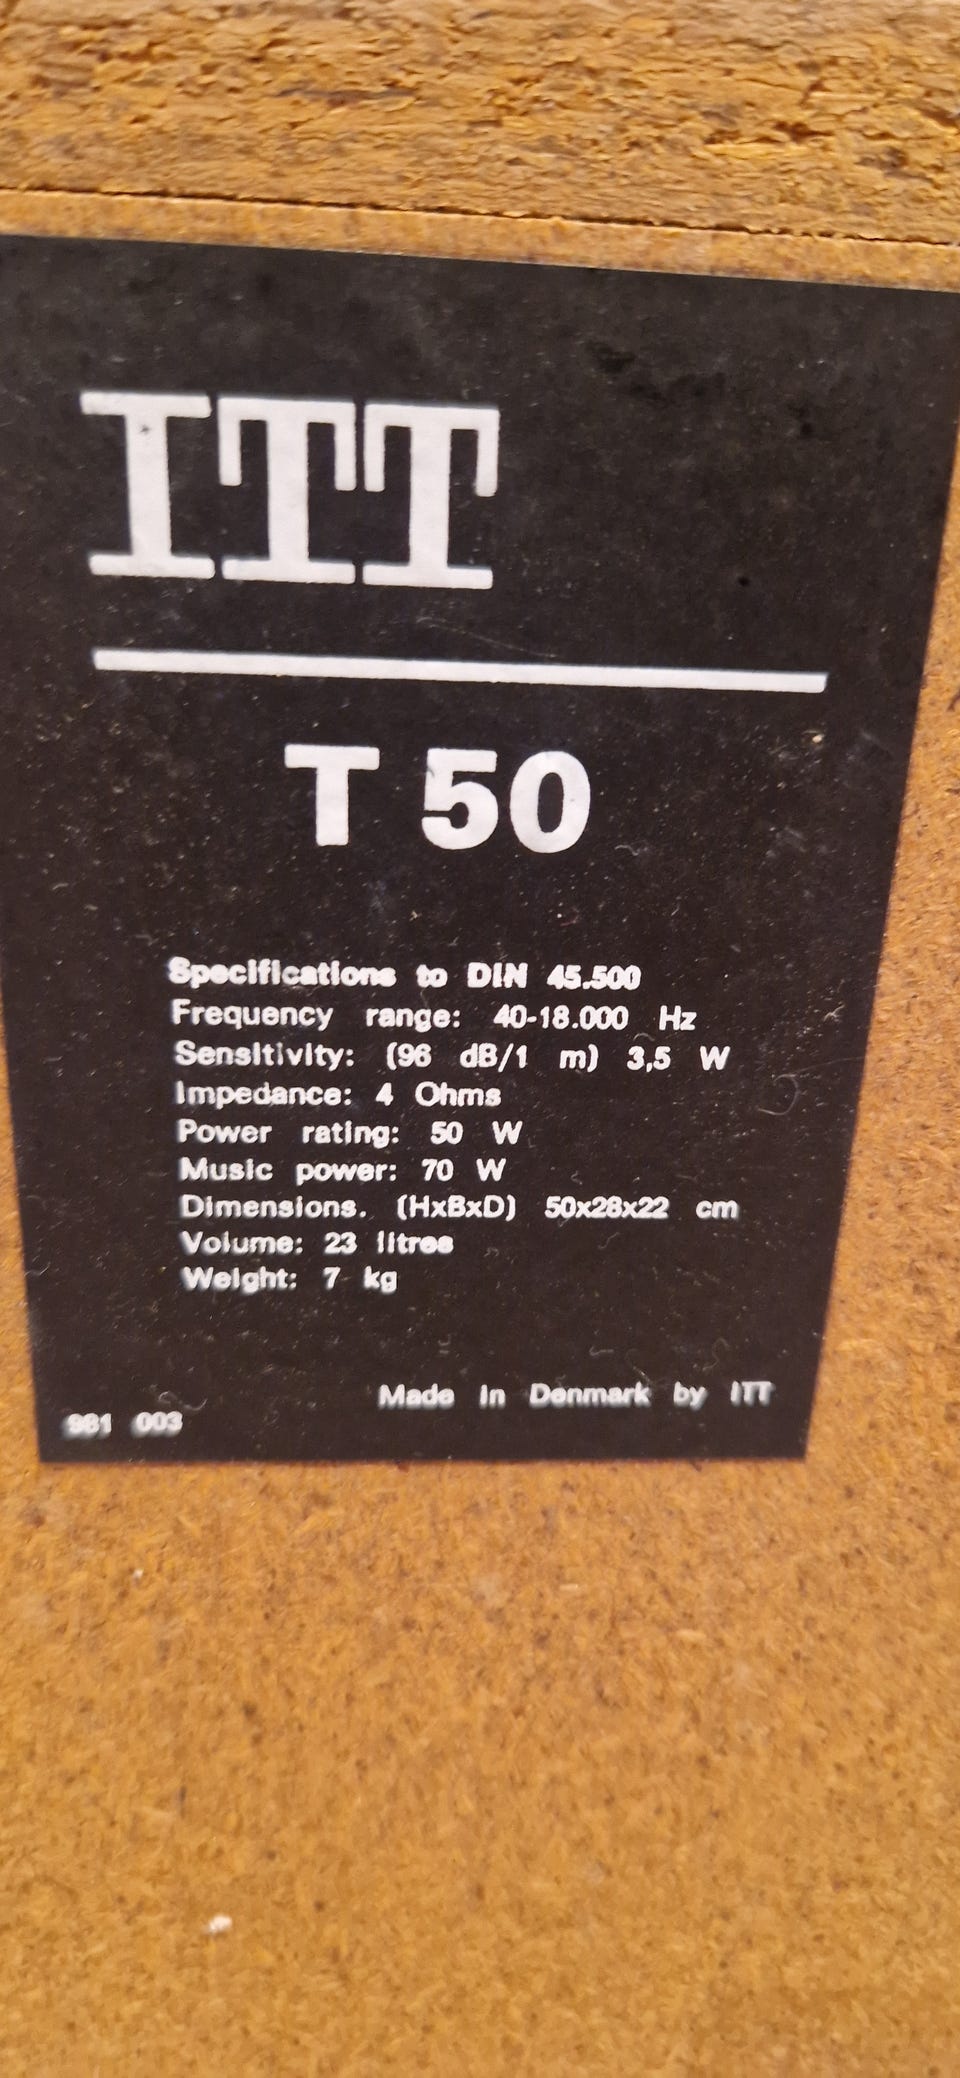 ITT
T 50
Specifications to DIN 45.500
Frequency range: 40-18.000 Hz
Sensitivity: (96 dB/1 m) 3,5 W
Impedance: 4 Ohms
Power rating: 50 W
Music power: 70 W
Dimensions. (HxBxD) 50x28x22 cm
Volume: 23 litres
Weight: 7 kg
Made in Denmark by ITT
981 003